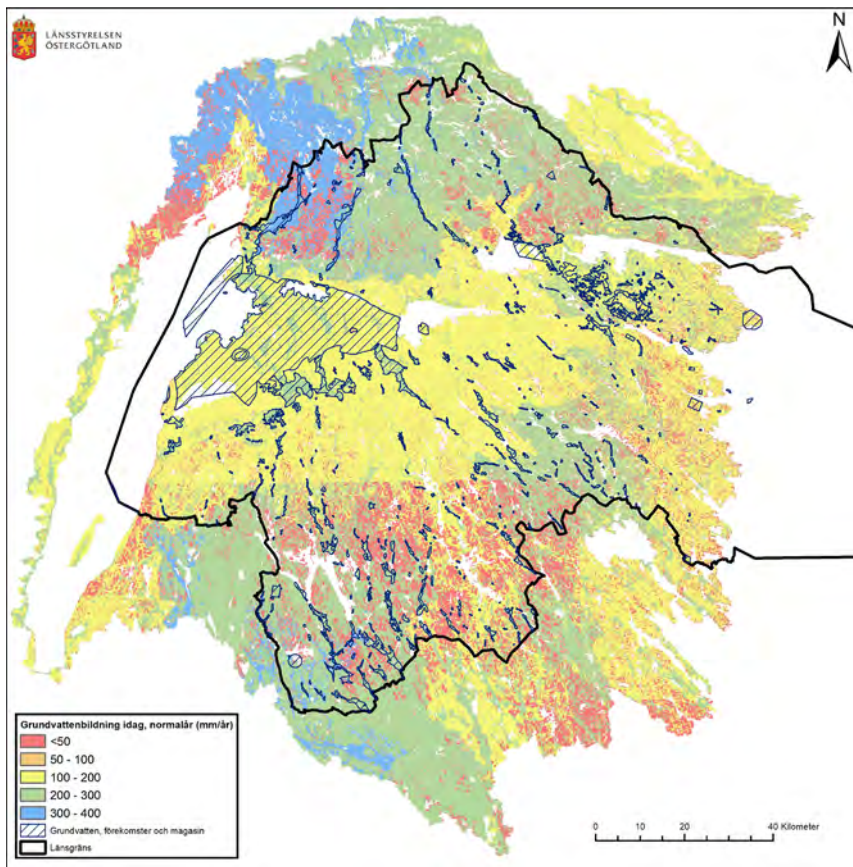 LÄNSSTYRELSEN
ÖSTERGÖTLAND
N
Grundvattenbildning idag, normalår (mm/år)
<50
50 - 100
100 - 200
200 - 300
300 - 400
Grundvatten, förekomster och magasin
Länsgräns
0 10 20 40 Kilometer